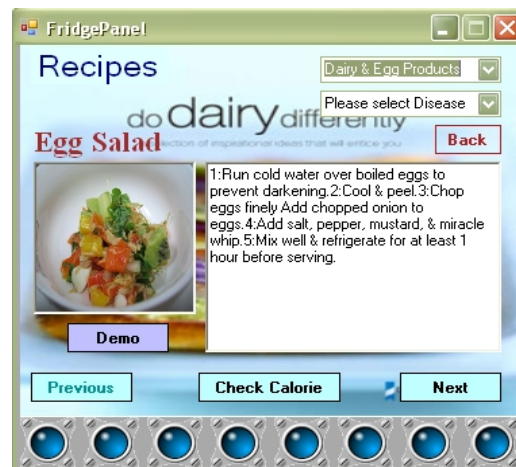 FridgePanel
Recipes
Dairy & Egg Products
Please select Disease
do dairy differently
collection of inspirational ideas that will entice you
Egg Salad
Back
1:Run cold water over boiled eggs to
prevent darkening.2:Cool & peel.3:Chop
eggs finely Add chopped onion to
eggs.4:Add salt, pepper, mustard, & miracle
whip.5:Mix well & refrigerate for at least 1
hour before serving.
Demo
Previous
Check Calorie
Next